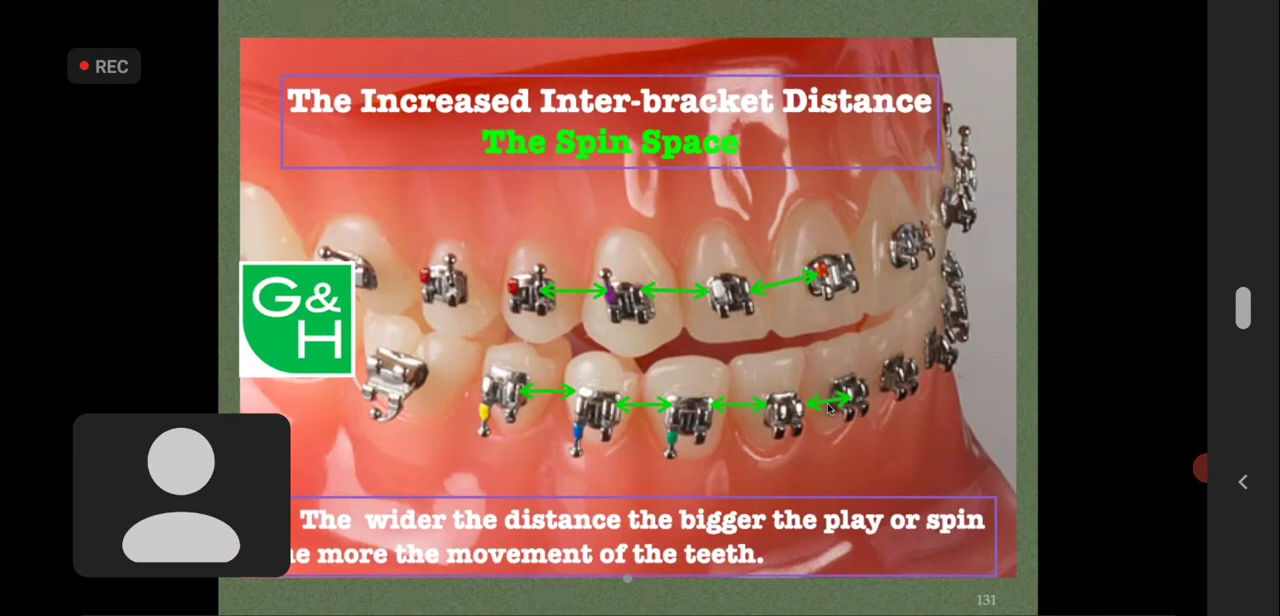 REC
The Increased Inter-bracket Distance
The Spin Space
G&
H
The wider the distance the bigger the play or spin
more the movement of the teeth.
131